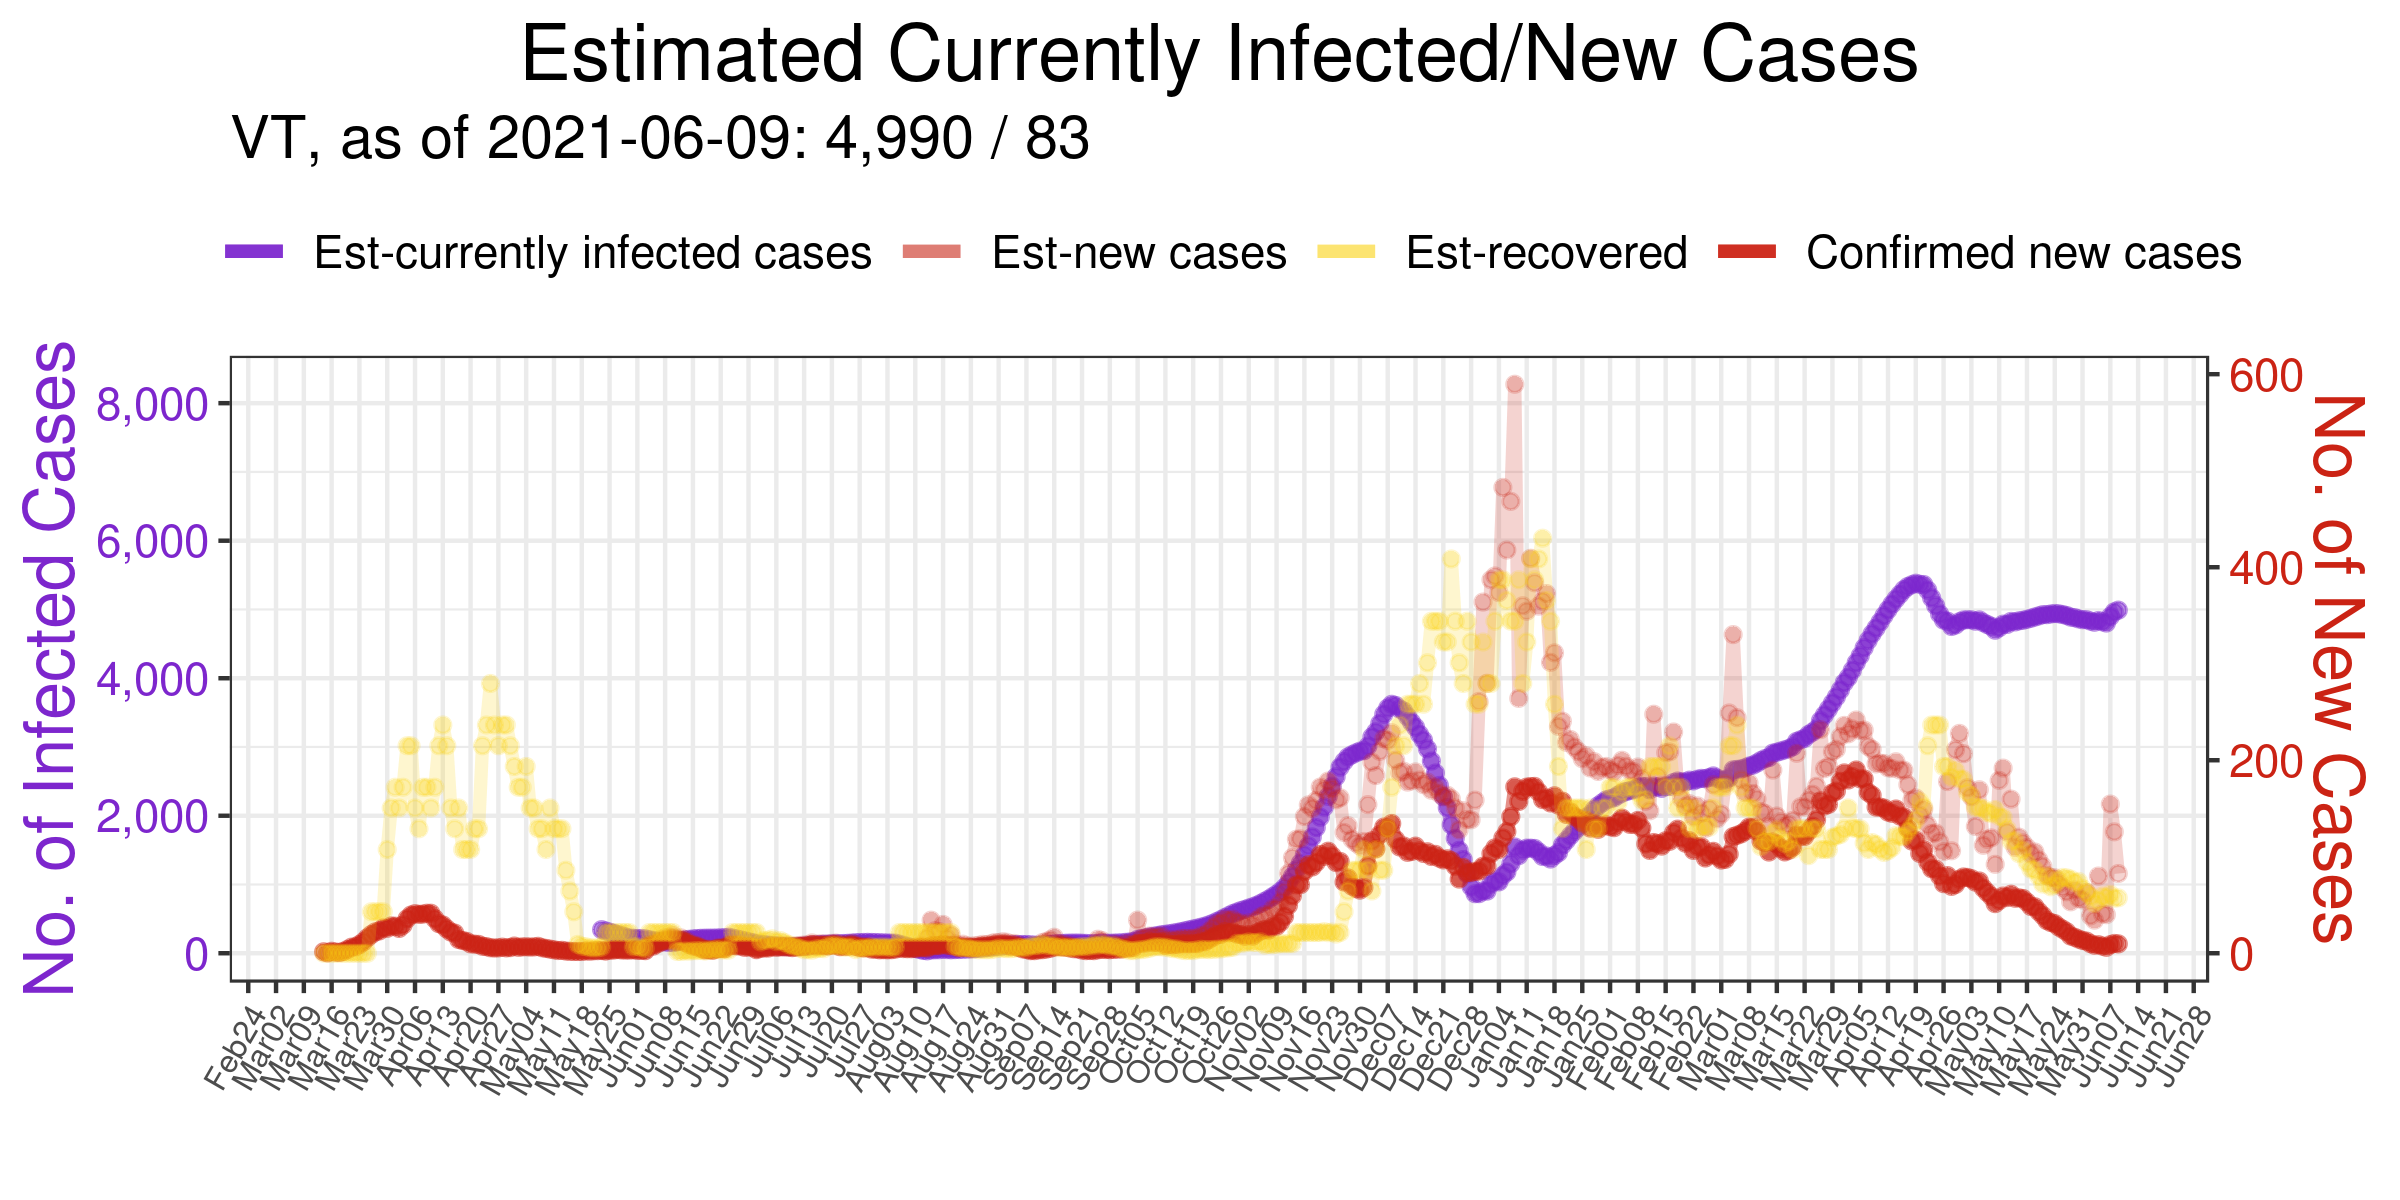 Estimated Currently Infected/New Cases
VT, as of 2021-06-09: 4,990 / 83
Est-currently infected cases Est-new cases Est-recovered Confirmed new cases
No. of Infected Cases
8,000
6,000
4,000
2,000
0
600
400
200
0
No. of New Cases
Feb24 Mar02 Mar09 Mar16 Mar23 Mar30 Apr06 Apr13 Apr20 Apr27 May04 May11 May18 May25 Jun01 Jun08 Jun15 Jun22 Jun29 Jul06 Jul13 Jul20 Jul27 Aug03 Aug10 Aug17 Aug24 Aug31 Sep07 Sep14 Sep21 Sep28 Oct05 Oct12 Oct19 Oct26 Nov02 Nov09 Nov16 Nov23 Nov30 Dec07 Dec14 Dec21 Dec28 Jan04 Jan11 Jan18 Jan25 Feb01 Feb08 Feb15 Feb22 Mar01 Mar08 Mar15 Mar22 Mar29 Apr05 Apr12 Apr19 Apr26 May03 May10 May17 May24 May31 Jun07 Jun14 Jun21 Jun28